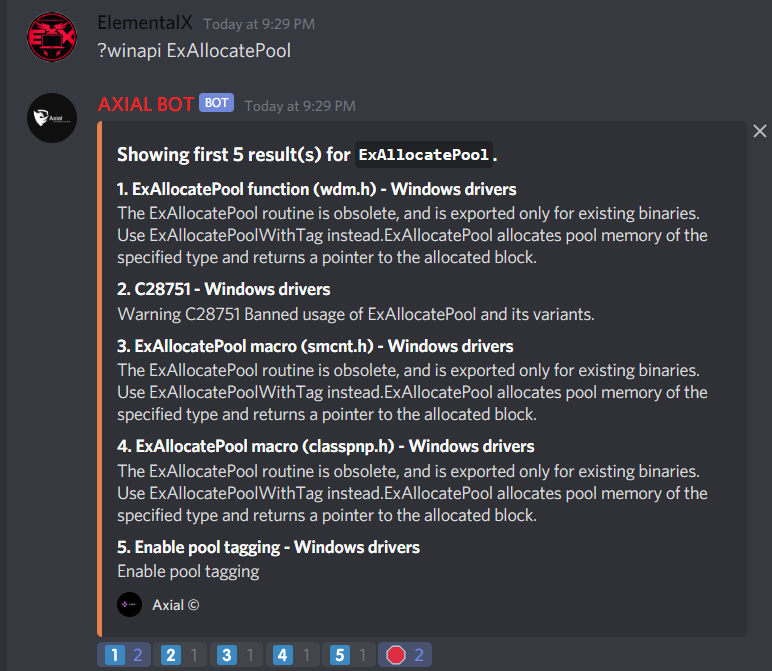 ElementalX Today at 9:29 PM
?winapi ExAllocatePool
AXIAL BOT BOT Today at 9:29 PM
Showing first 5 result(s) for ExAllocatePool.
1. ExAllocatePool function (wdm.h) - Windows drivers
The ExAllocatePool routine is obsolete, and is exported only for existing binaries.
Use ExAllocatePoolWithTag instead.ExAllocatePool allocates pool memory of the
specified type and returns a pointer to the allocated block.
2. C28751 - Windows drivers
Warning C28751 Banned usage of ExAllocatePool and its variants.
3. ExAllocatePool macro (smcnt.h) - Windows drivers
The ExAllocatePool routine is obsolete, and is exported only for existing binaries.
Use ExAllocatePoolWithTag instead.ExAllocatePool allocates pool memory of the
specified type and returns a pointer to the allocated block.
4. ExAllocatePool macro (classpnp.h) - Windows drivers
The ExAllocatePool routine is obsolete, and is exported only for existing binaries.
Use ExAllocatePoolWithTag instead.ExAllocatePool allocates pool memory of the
specified type and returns a pointer to the allocated block.
5. Enable pool tagging - Windows drivers
Enable pool tagging
Axial ©
1 2 2 1 3 1 4 1 5 1 2